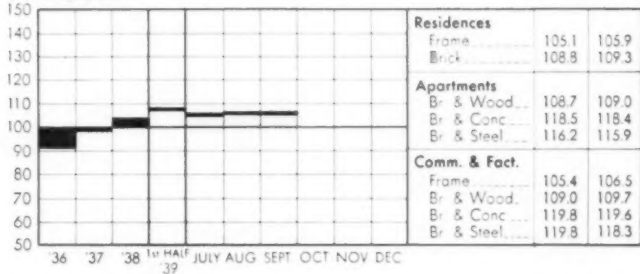 150
140
130
120
110
100
90
80
70
60
50
'36 '37 '38 1st HALF '39 JULY AUG SEPT OCT NOV DEC
Residences
Frame 105.1 105.9
Brick 108.8 109.3
Apartments
Br & Wood 108.7 109.0
Br & Conc 118.5 118.4
Br & Steel 116.2 115.9
Comm. & Fact.
Frame 105.4 106.5
Br & Wood 109.0 109.7
Br & Conc 119.8 119.6
Br & Steel 119.8 118.3